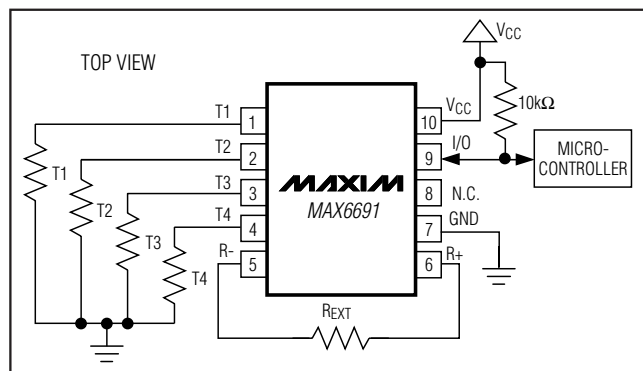 TOP VIEW
VCC
10kΩ
T1
T2
T3
T4
R-
1
2
3
4
5
MAXIM
MAX6691
10
9
8
7
6
VCC
I/O
N.C.
GND
R+
MICRO-
CONTROLLER
T1
T2
T3
T4
REXT